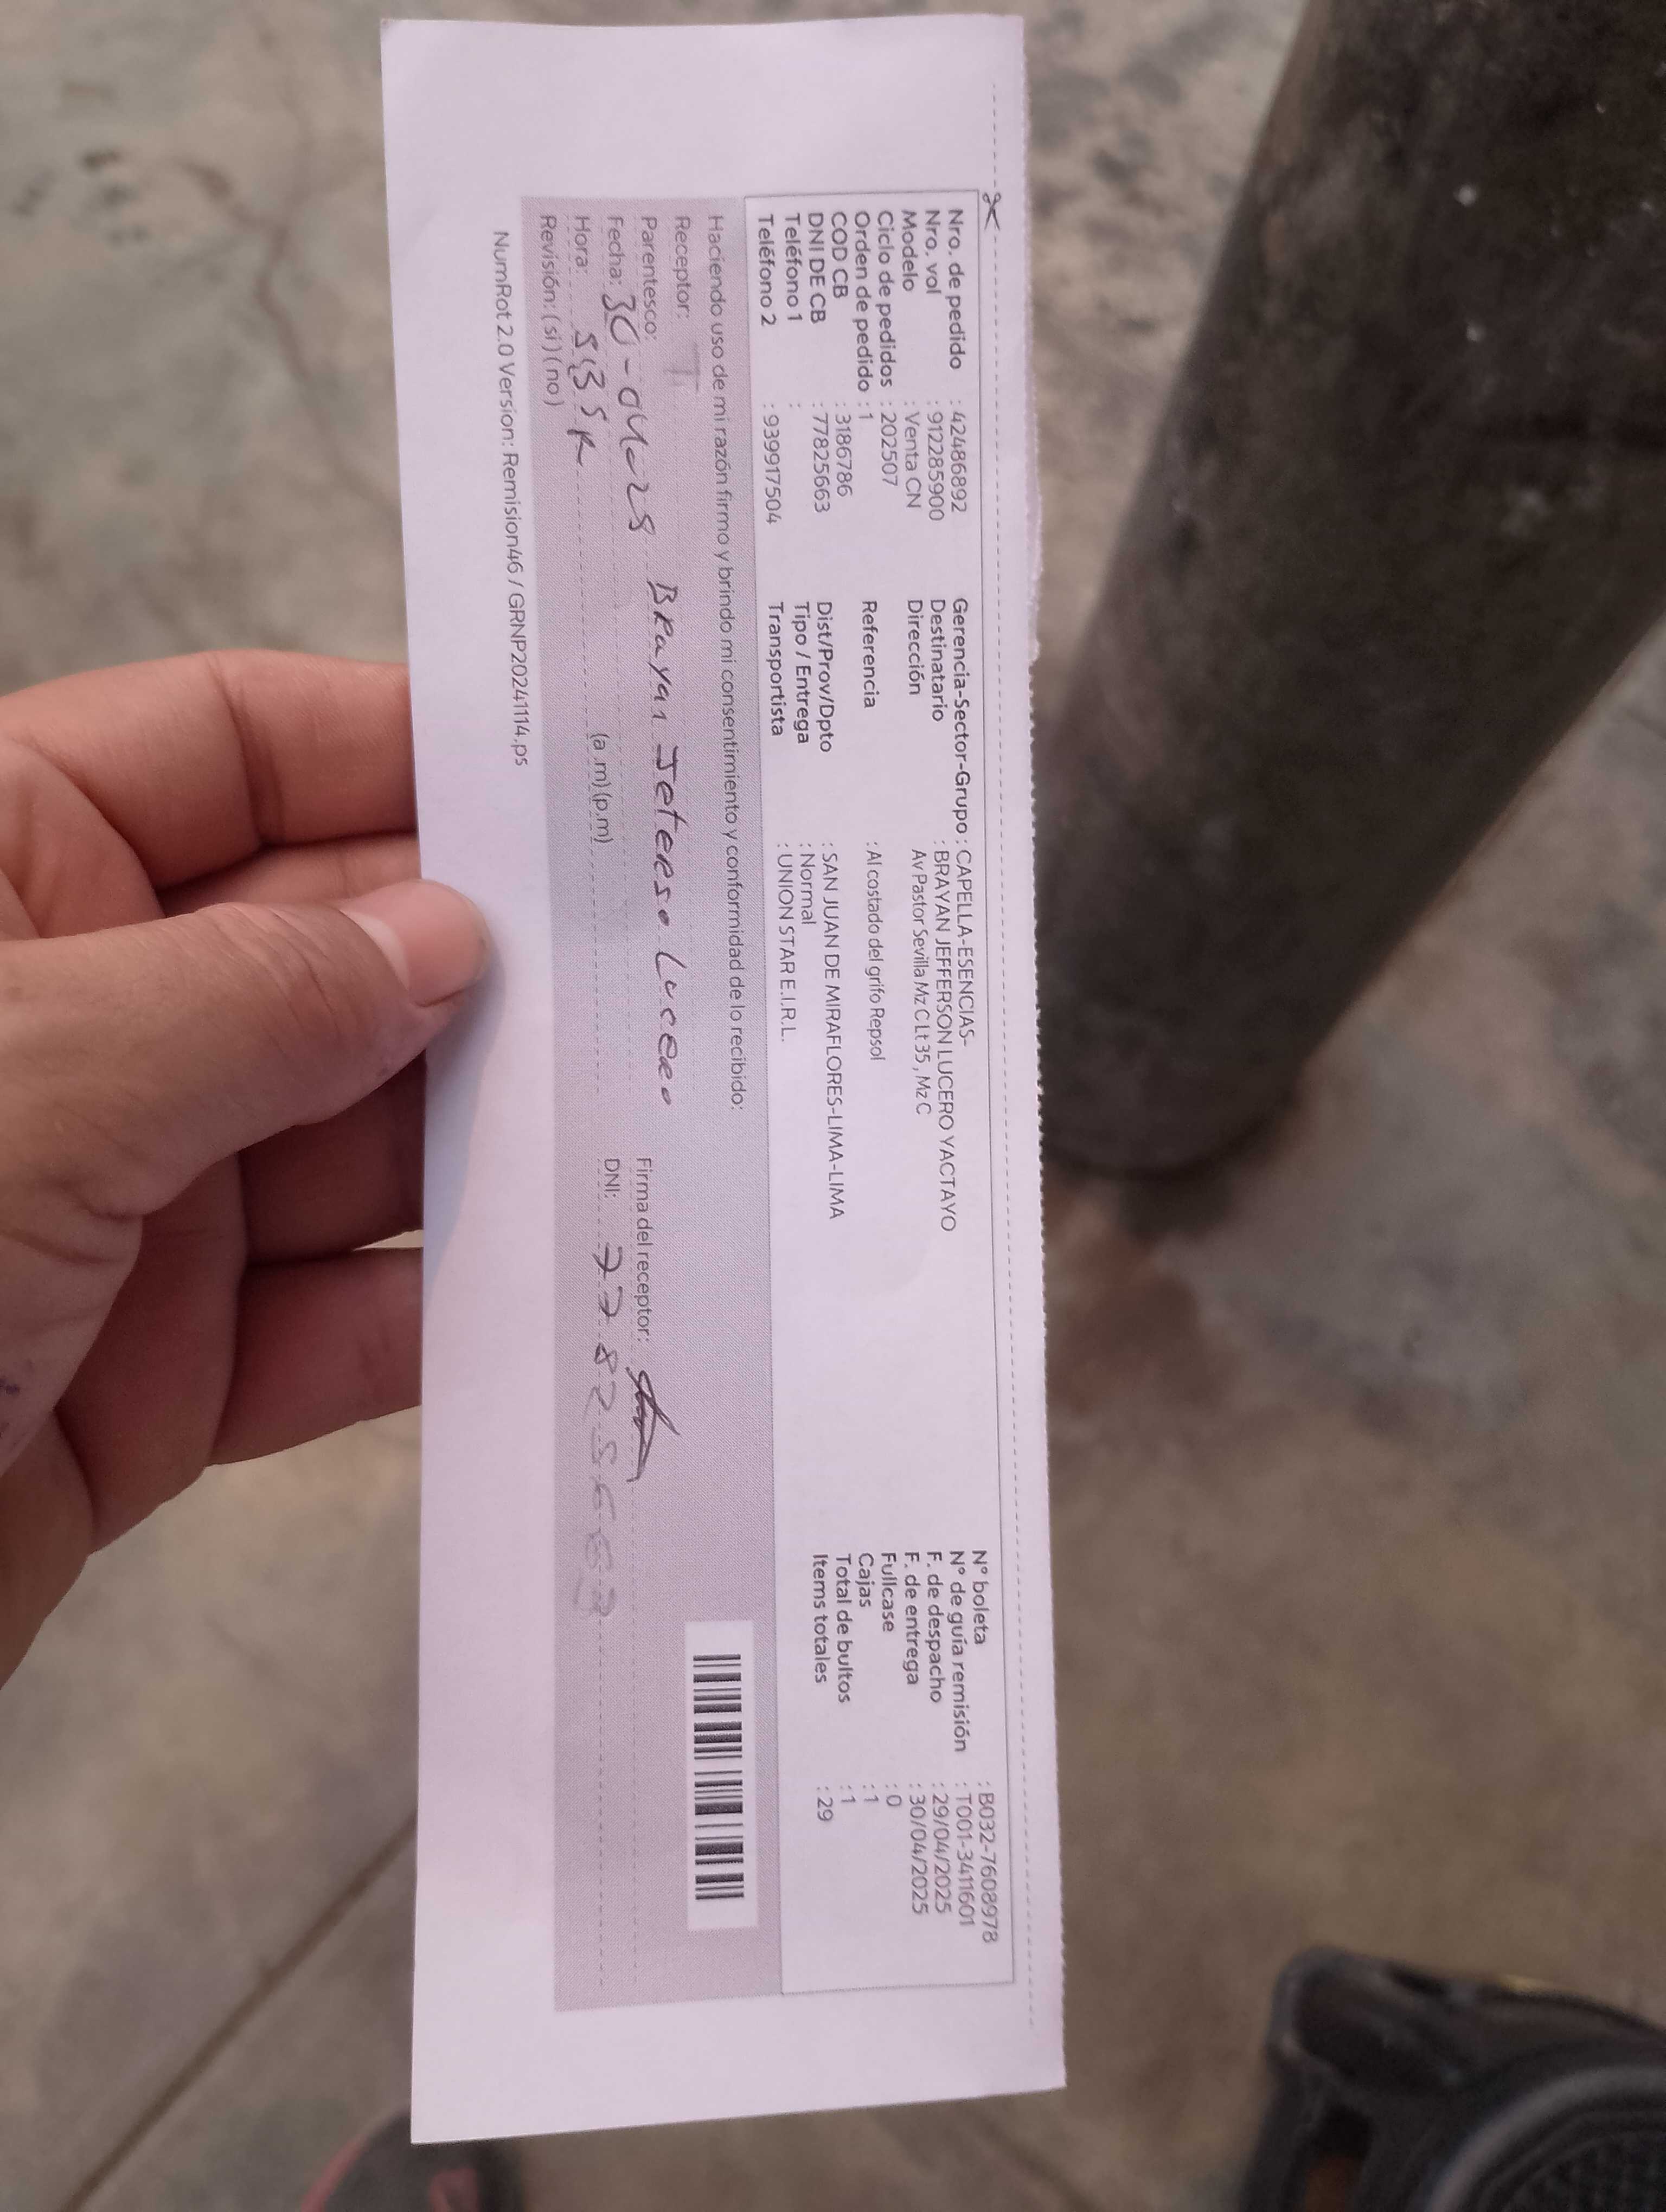 Nro. de pedido : 42486892
Nro. vol : 912285900
Modelo : Venta CN
Ciclo de pedidos : 202507
Orden de pedido : 1
COD CB : 3186786
DNI DE CB : 77825663
Teléfono 1 :
Teléfono 2 : 939917504
Gerencia-Sector-Grupo : CAPELLA-ESENCIAS-
Destinatario : BRAYAN JEFFERSON LUCERO YACTAYO
Dirección Av Pastor Sevilla Mz C Lt 35 , Mz C
Referencia : Al costado del grifo Repsol
Dist/Prov/Dpto : SAN JUAN DE MIRAFLORES-LIMA-LIMA
Tipo / Entrega : Normal
Transportista : UNION STAR E.I.R.L.
N° boleta : B032-7608978
N° de guía remisión : T001-3411601
F. de despacho : 29/04/2025
F. de entrega : 30/04/2025
Fullcase : 0
Cajas : 1
Total de bultos : 1
Items totales : 29
Haciendo uso de mi razón firmo y brindo mi consentimiento y conformidad de lo recibido:
Receptor: T
Parentesco: Brayan Lucero
Firma del receptor:
Fecha: 30-04-25
DNI: 77825663
Hora: (a.m) (p.m)
Revisión: ( si ) ( no )
NumRot 2.0 Version: Remision46 / GRNP20241114.ps